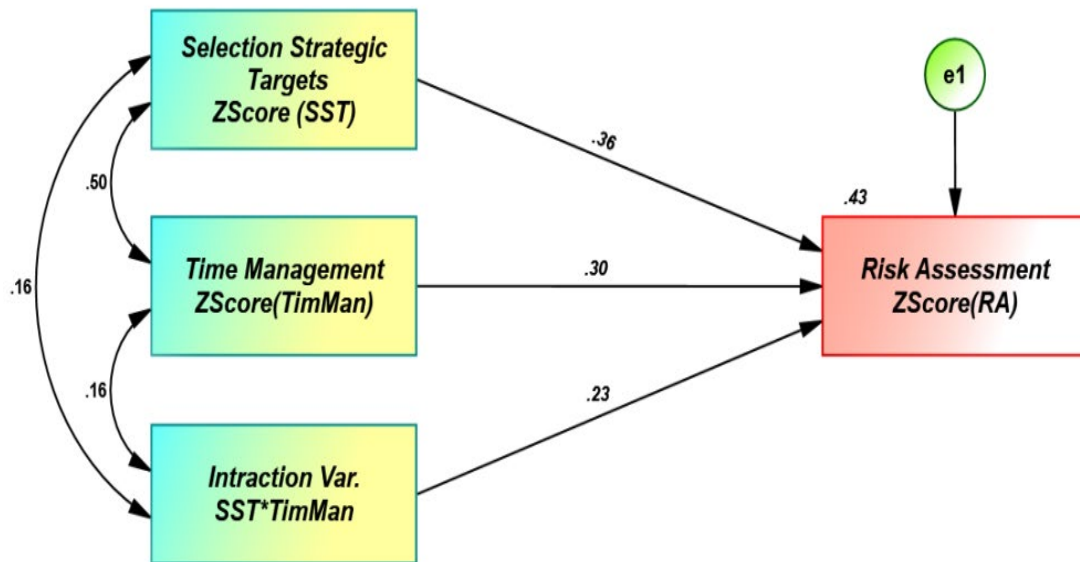 Selection Strategic
Targets
ZScore (SST)
e1
.36
.50
.43
Time Management
ZScore(TimMan)
.30
Risk Assessment
ZScore(RA)
.16
.16
.23
Intraction Var.
SST*TimMan